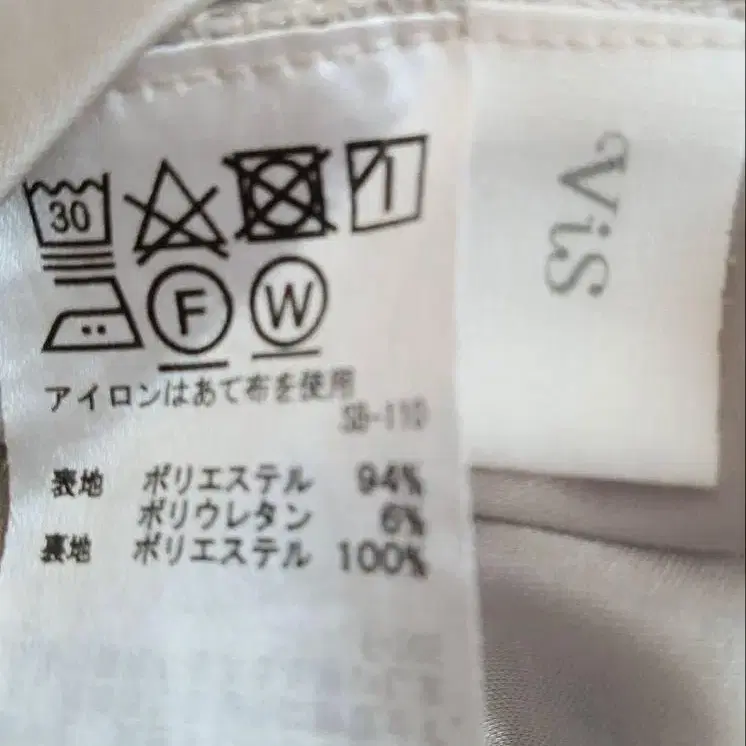 30
F W
アイロンはあて布を使用
SB-110
表地 ポリエステル 94%
ポリウレタン 6%
裏地 ポリエステル 100%
ViS